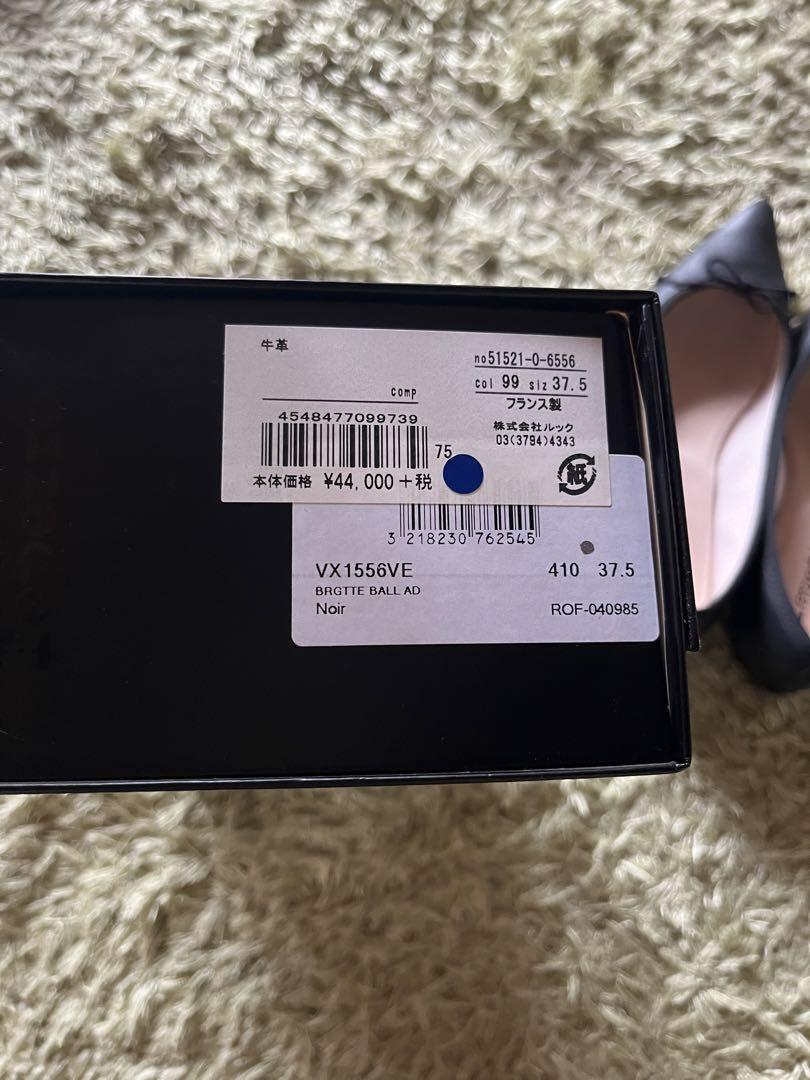 牛革
comp
4548477099739
75
本体価格 ¥44,000+税
no51521-0-6556
col 99 siz 37.5
フランス製
株式会社ルック
03(3794)4343
紙
3 218230 762545
VX1556VE 410 37.5
BRGTTE BALL AD
Noir ROF-040985